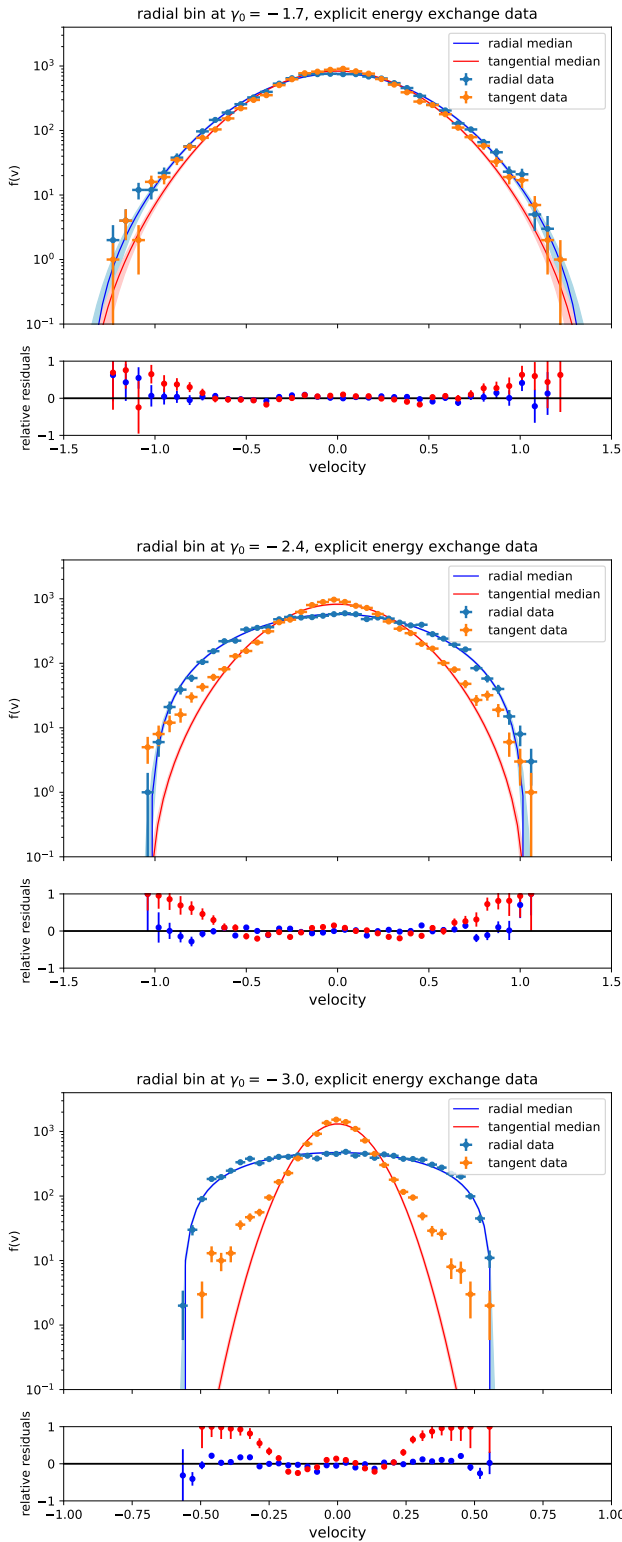 radial bin at γ₀ = −1.7, explicit energy exchange data
radial median
tangential median
radial data
tangent data
f(v)
10³
10²
10¹
10⁰
10⁻¹
relative residuals
1
0
−1
−1.5
−1.0
−0.5
0.0
0.5
1.0
1.5
velocity
radial bin at γ₀ = −2.4, explicit energy exchange data
radial median
tangential median
radial data
tangent data
f(v)
10³
10²
10¹
10⁰
10⁻¹
relative residuals
1
0
−1
−1.5
−1.0
−0.5
0.0
0.5
1.0
1.5
velocity
radial bin at γ₀ = −3.0, explicit energy exchange data
radial median
tangential median
radial data
tangent data
f(v)
10³
10²
10¹
10⁰
10⁻¹
relative residuals
1
0
−1
−1.00
−0.75
−0.50
−0.25
0.00
0.25
0.50
0.75
1.00
velocity